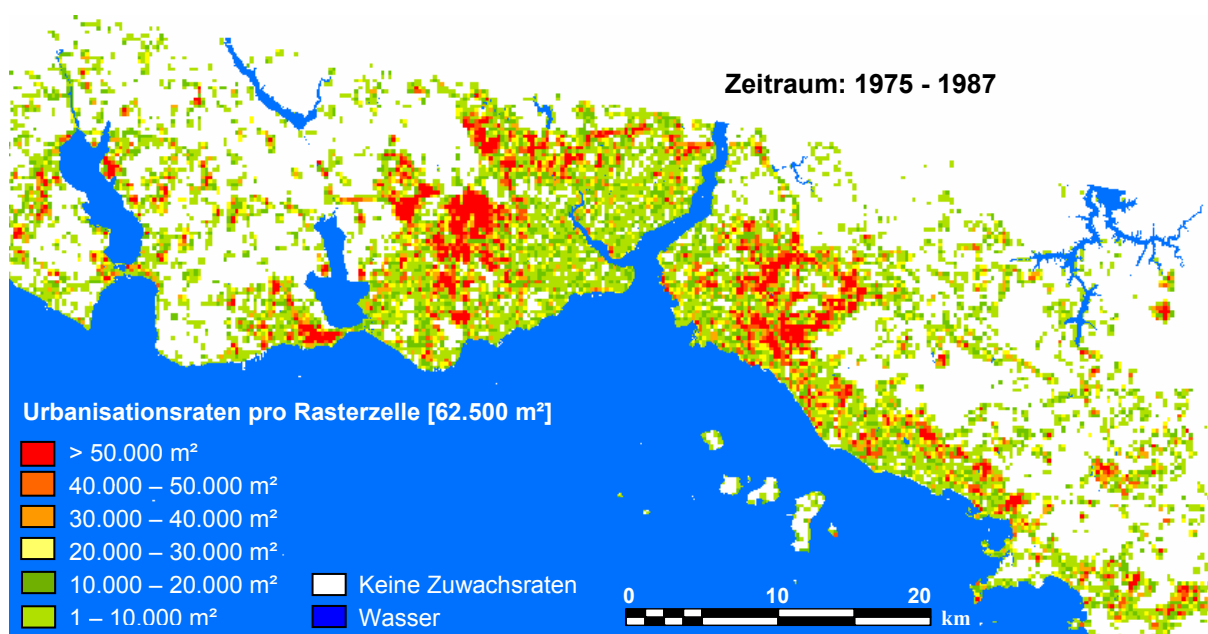 Zeitraum: 1975 - 1987
Urbanisationsraten pro Rasterzelle [62.500 m²]
> 50.000 m²
40.000 – 50.000 m²
30.000 – 40.000 m²
20.000 – 30.000 m²
10.000 – 20.000 m²
Keine Zuwachsraten
1 – 10.000 m²
Wasser
0 10 20
km